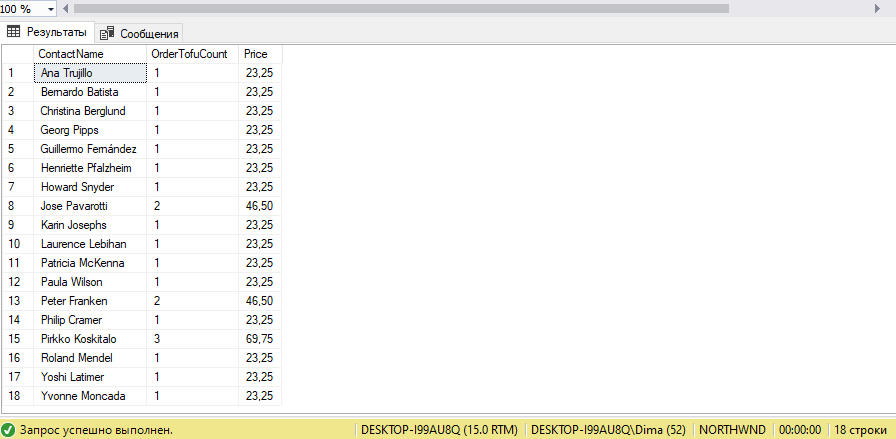 100 %
Результаты Сообщения
ContactName OrderTofuCount Price
1 Ana Trujillo 1 23,25
2 Bernardo Batista 1 23,25
3 Christina Berglund 1 23,25
4 Georg Pipps 1 23,25
5 Guillermo Fernández 1 23,25
6 Henriette Pfalzheim 1 23,25
7 Howard Snyder 1 23,25
8 Jose Pavarotti 2 46,50
9 Karin Josephs 1 23,25
10 Laurence Lebihan 1 23,25
11 Patricia McKenna 1 23,25
12 Paula Wilson 1 23,25
13 Peter Franken 2 46,50
14 Philip Cramer 1 23,25
15 Pirkko Koskitalo 3 69,75
16 Roland Mendel 1 23,25
17 Yoshi Latimer 1 23,25
18 Yvonne Moncada 1 23,25
Запрос успешно выполнен. DESKTOP-I99AU8Q (15.0 RTM) DESKTOP-I99AU8Q\Dima (52) NORTHWND 00:00:00 18 строки